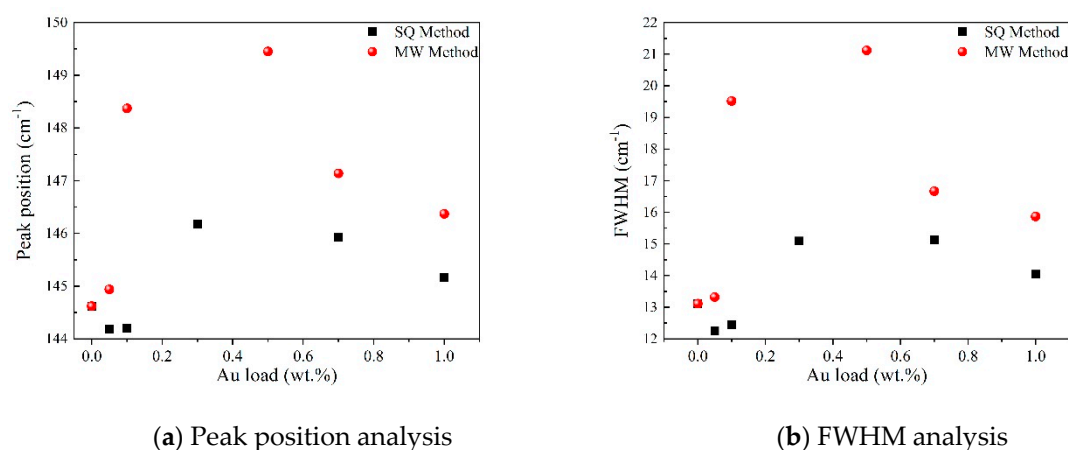 150
149
148
147
146
145
144
Peak position (cm⁻¹)
SQ Method
MW Method
0.0 0.2 0.4 0.6 0.8 1.0
Au load (wt.%)
(a) Peak position analysis
22
21
20
19
18
17
16
15
14
13
12
FWHM (cm⁻¹)
SQ Method
MW Method
0.0 0.2 0.4 0.6 0.8 1.0
Au load (wt.%)
(b) FWHM analysis